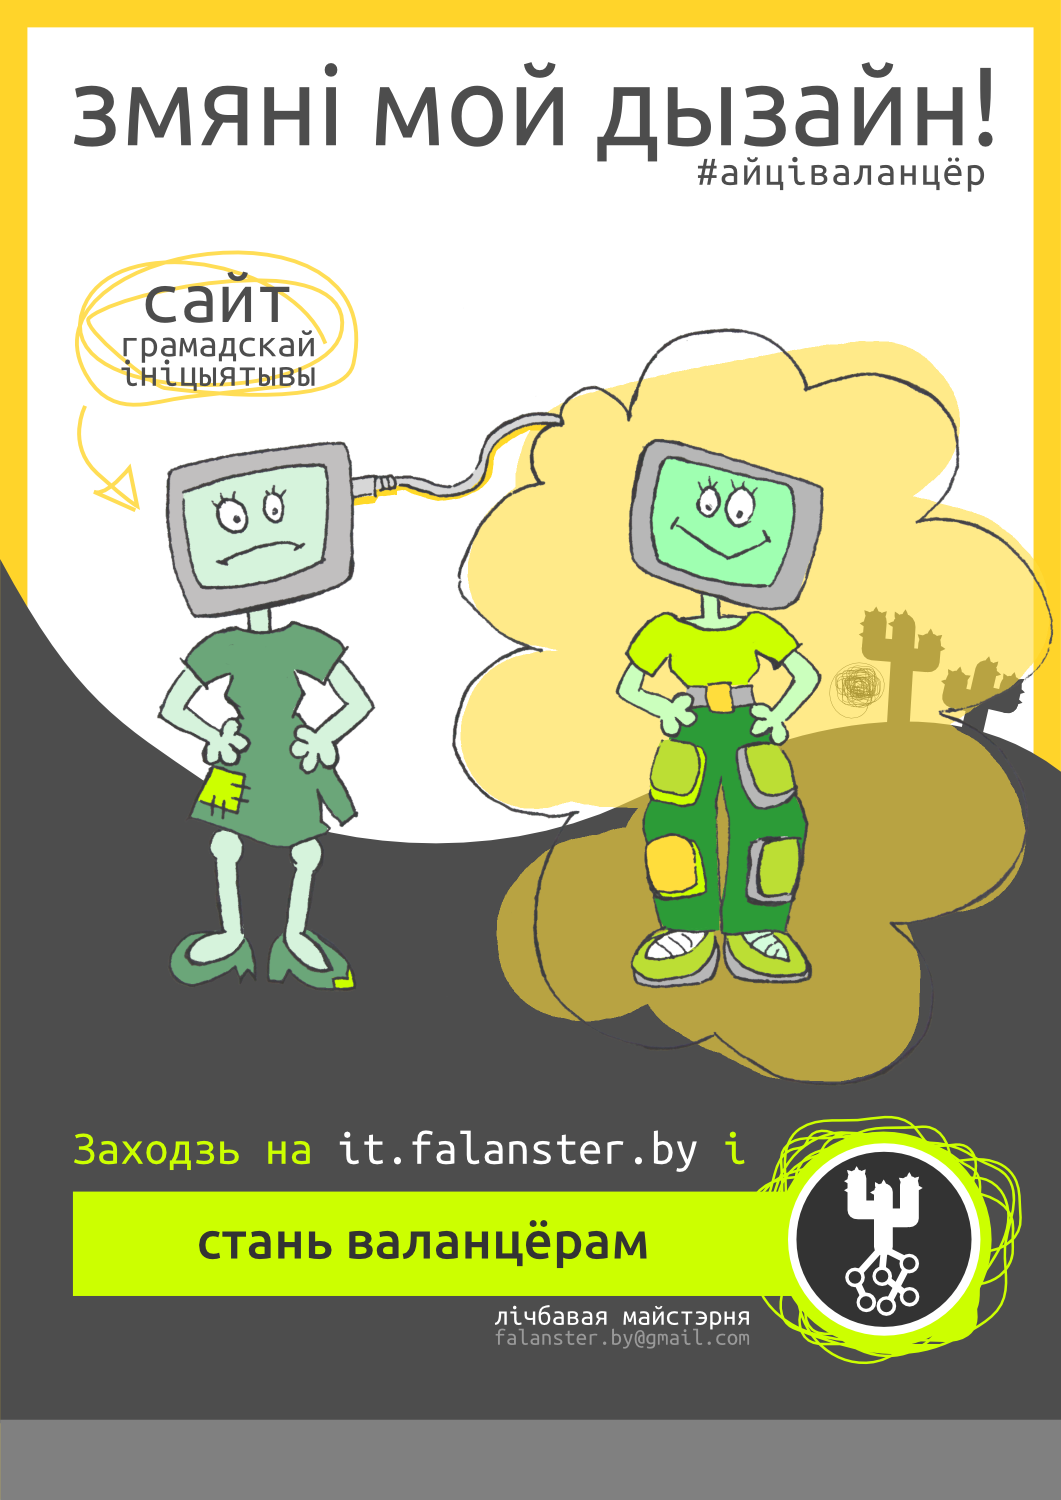 змяні мой дызайн!
#айціваланцёр
сайт
грамадскай
ініцыятывы
Заходзь на it.falanster.by і
стань валанцёрам
лічбавая майстэрня
falanster.by@gmail.com